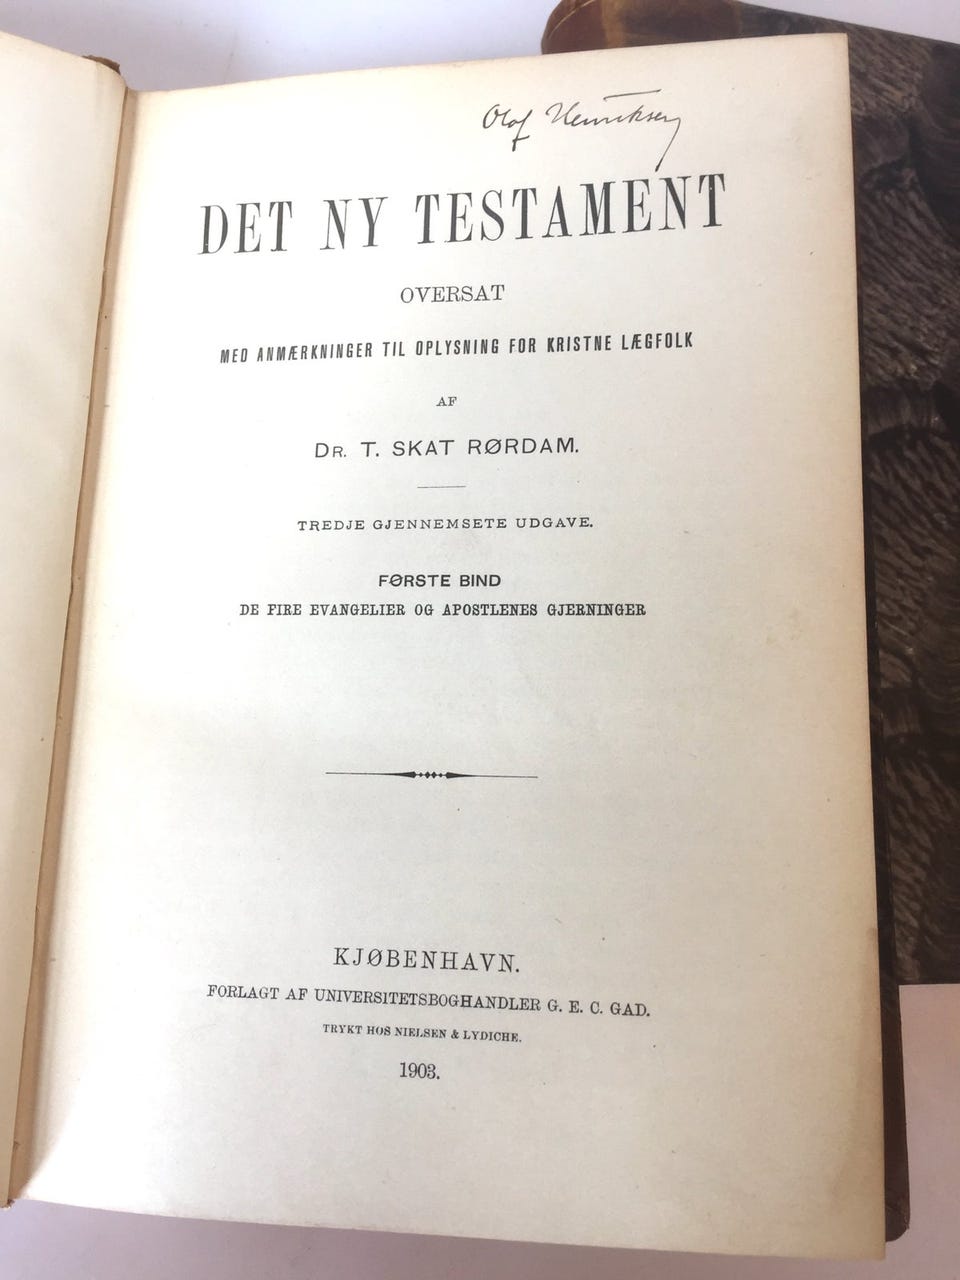 Olof Henriksen
DET NY TESTAMENT
OVERSAT
MED ANMÆRKNINGER TIL OPLYSNING FOR KRISTNE LÆGFOLK
AF
DR. T. SKAT RØRDAM.
TREDJE GJENNEMSETE UDGAVE.
FØRSTE BIND
DE FIRE EVANGELIER OG APOSTLENES GJERNINGER
KJØBENHAVN.
FORLAGT AF UNIVERSITETSBOGHANDLER G. E. C. GAD.
TRYKT HOS NIELSEN & LYDICHE.
1903.